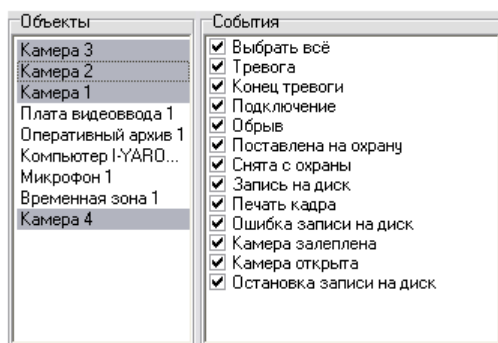 Объекты
Камера 3
Камера 2
Камера 1
Плата видеоввода 1
Оперативный архив 1
Компьютер I-YARO...
Микрофон 1
Временная зона 1
Камера 4
События
Выбрать всё
Тревога
Конец тревоги
Подключение
Обрыв
Поставлена на охрану
Снята с охраны
Запись на диск
Печать кадра
Ошибка записи на диск
Камера залеплена
Камера открыта
Остановка записи на диск